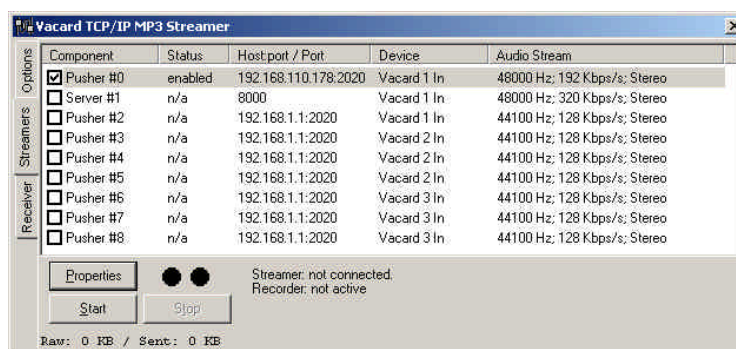 Vacard TCP/IP MP3 Streamer
Options
Streamers
Receiver
Component Status Host:port / Port Device Audio Stream
Pusher #0 enabled 192.168.110.178:2020 Vacard 1 In 48000 Hz; 192 Kbps/s; Stereo
Server #1 n/a 8000 Vacard 1 In 48000 Hz; 320 Kbps/s; Stereo
Pusher #2 n/a 192.168.1.1:2020 Vacard 1 In 44100 Hz; 128 Kbps/s; Stereo
Pusher #3 n/a 192.168.1.1:2020 Vacard 2 In 44100 Hz; 128 Kbps/s; Stereo
Pusher #4 n/a 192.168.1.1:2020 Vacard 2 In 44100 Hz; 128 Kbps/s; Stereo
Pusher #5 n/a 192.168.1.1:2020 Vacard 2 In 44100 Hz; 128 Kbps/s; Stereo
Pusher #6 n/a 192.168.1.1:2020 Vacard 3 In 44100 Hz; 128 Kbps/s; Stereo
Pusher #7 n/a 192.168.1.1:2020 Vacard 3 In 44100 Hz; 128 Kbps/s; Stereo
Pusher #8 n/a 192.168.1.1:2020 Vacard 3 In 44100 Hz; 128 Kbps/s; Stereo
Properties
Streamer: not connected.
Recorder: not active
Start Stop
Raw: 0 KB / Sent: 0 KB